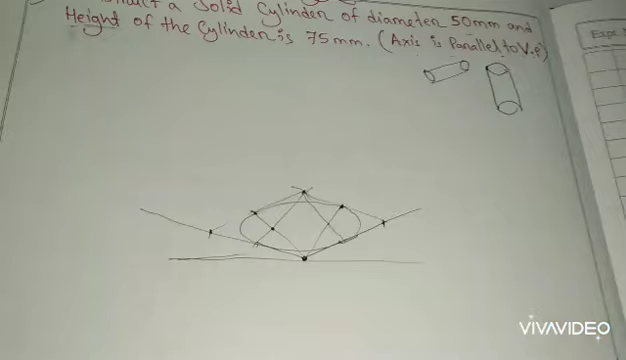 a Solid Cylinder of diameter 50mm and
Height of the Cylinder is 75mm. (Axis is Parallel to V.P)
VIVAVIDEO